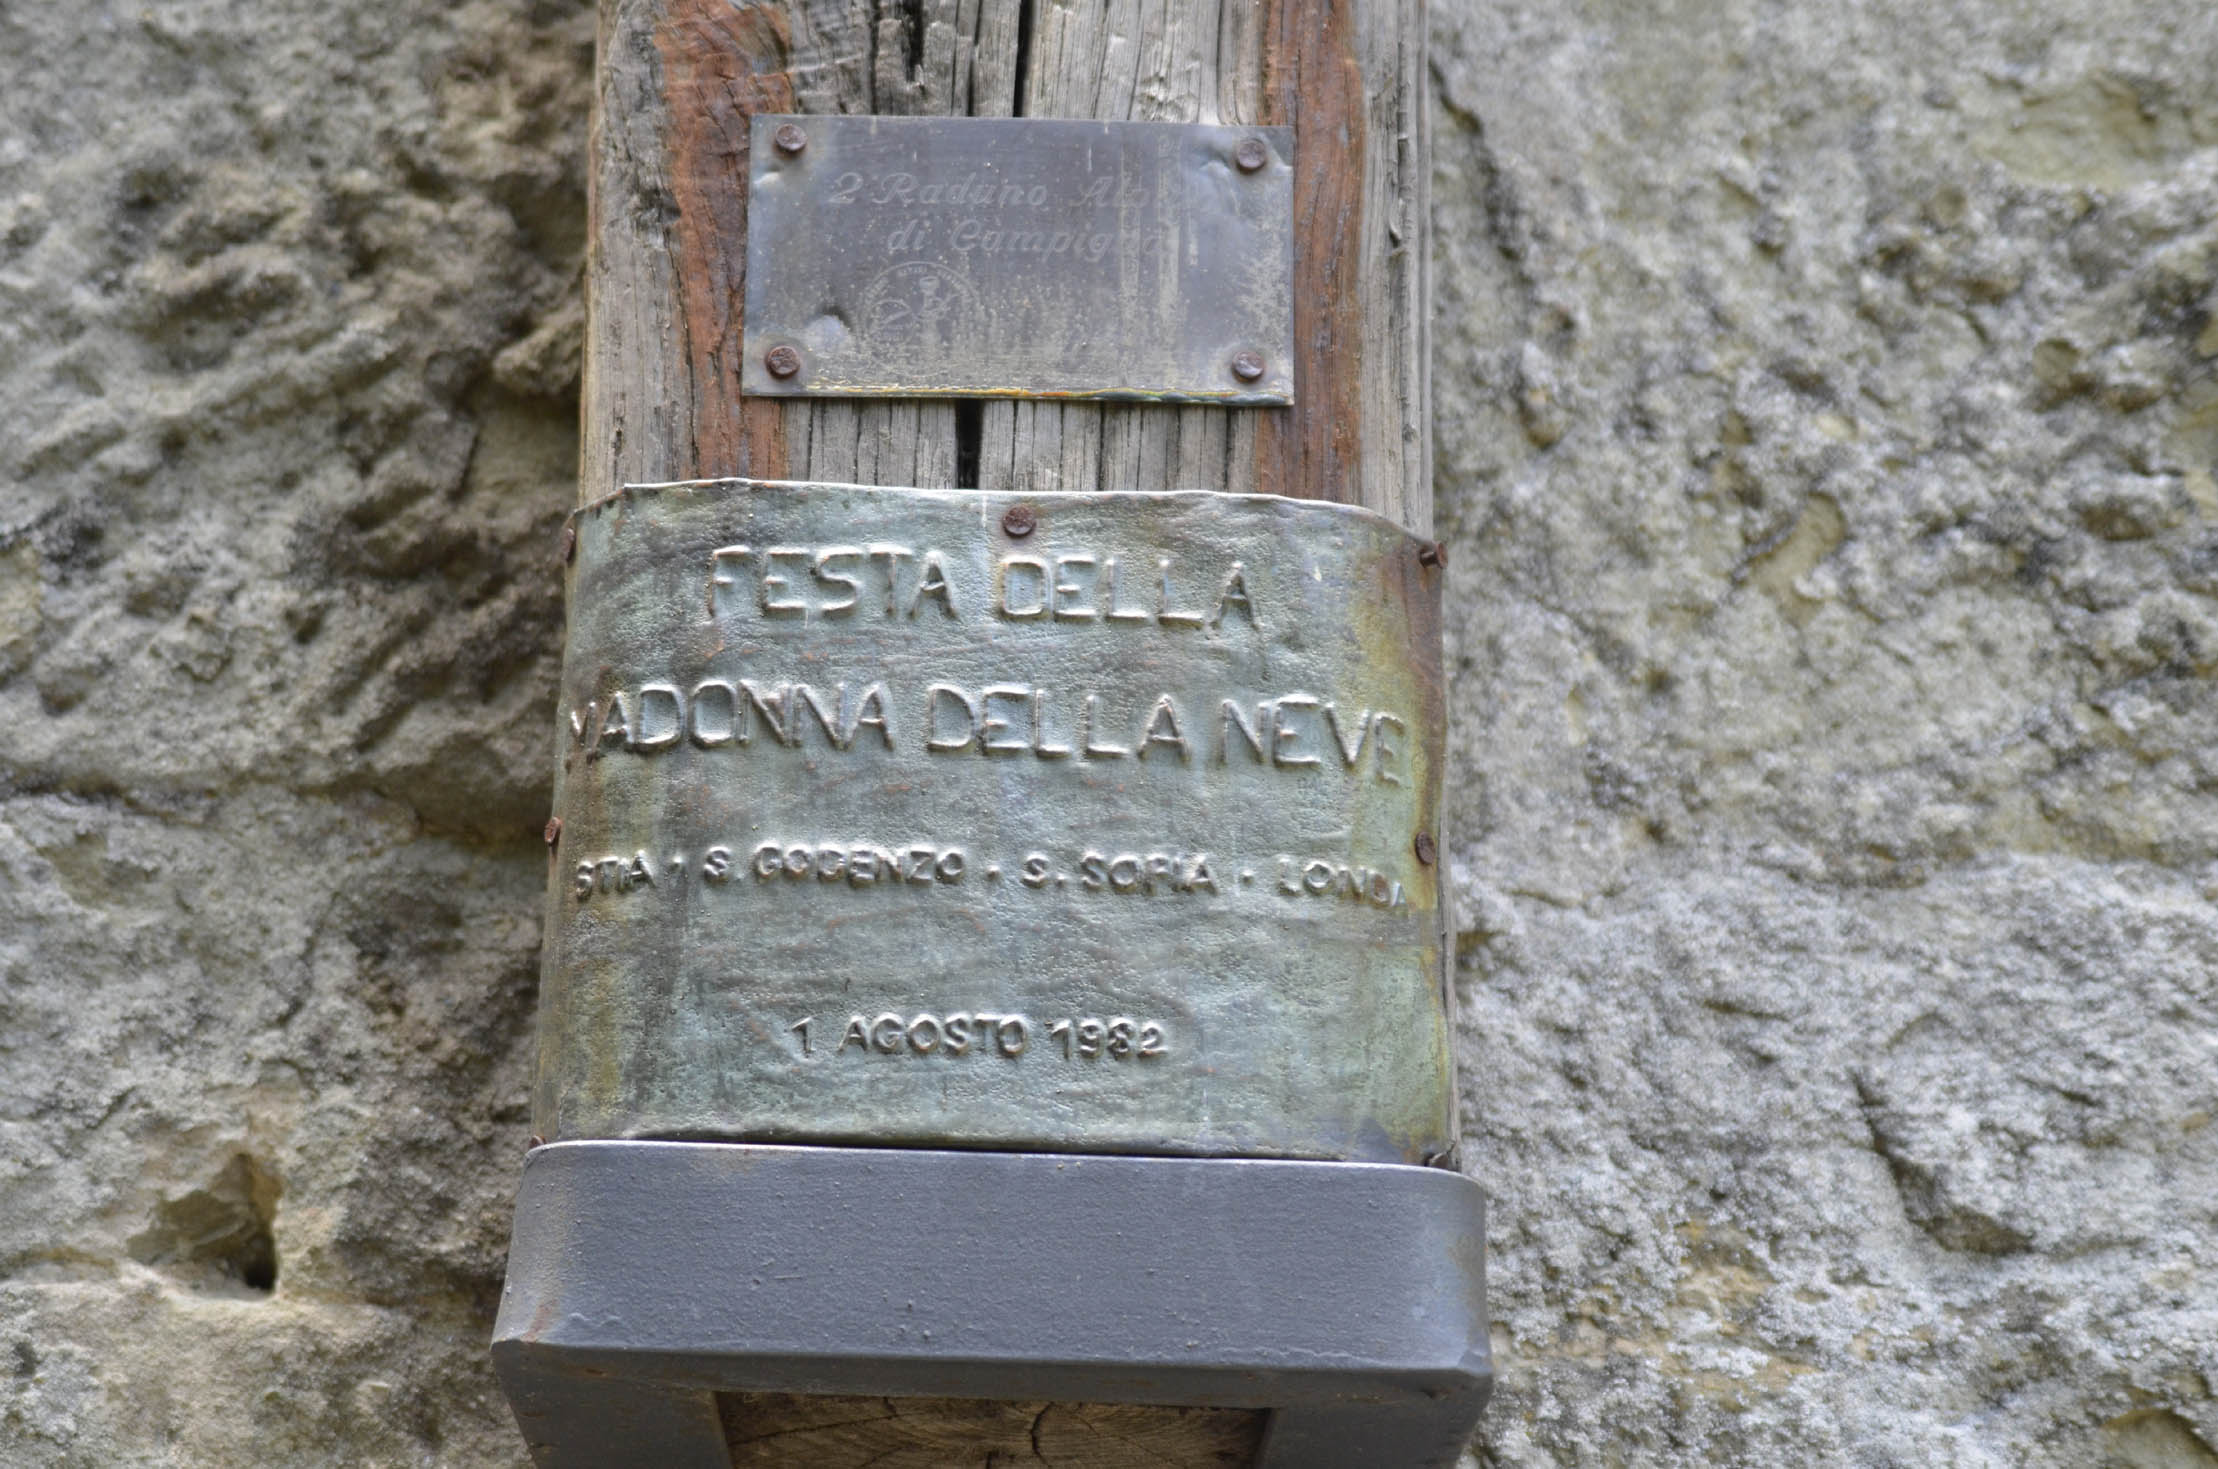 2° Raduno
di Campigna
FESTA DELLA
MADONNA DELLA NEVE
STIA · S. GODENZO · S. SOFIA · LONDA
1 AGOSTO 1982